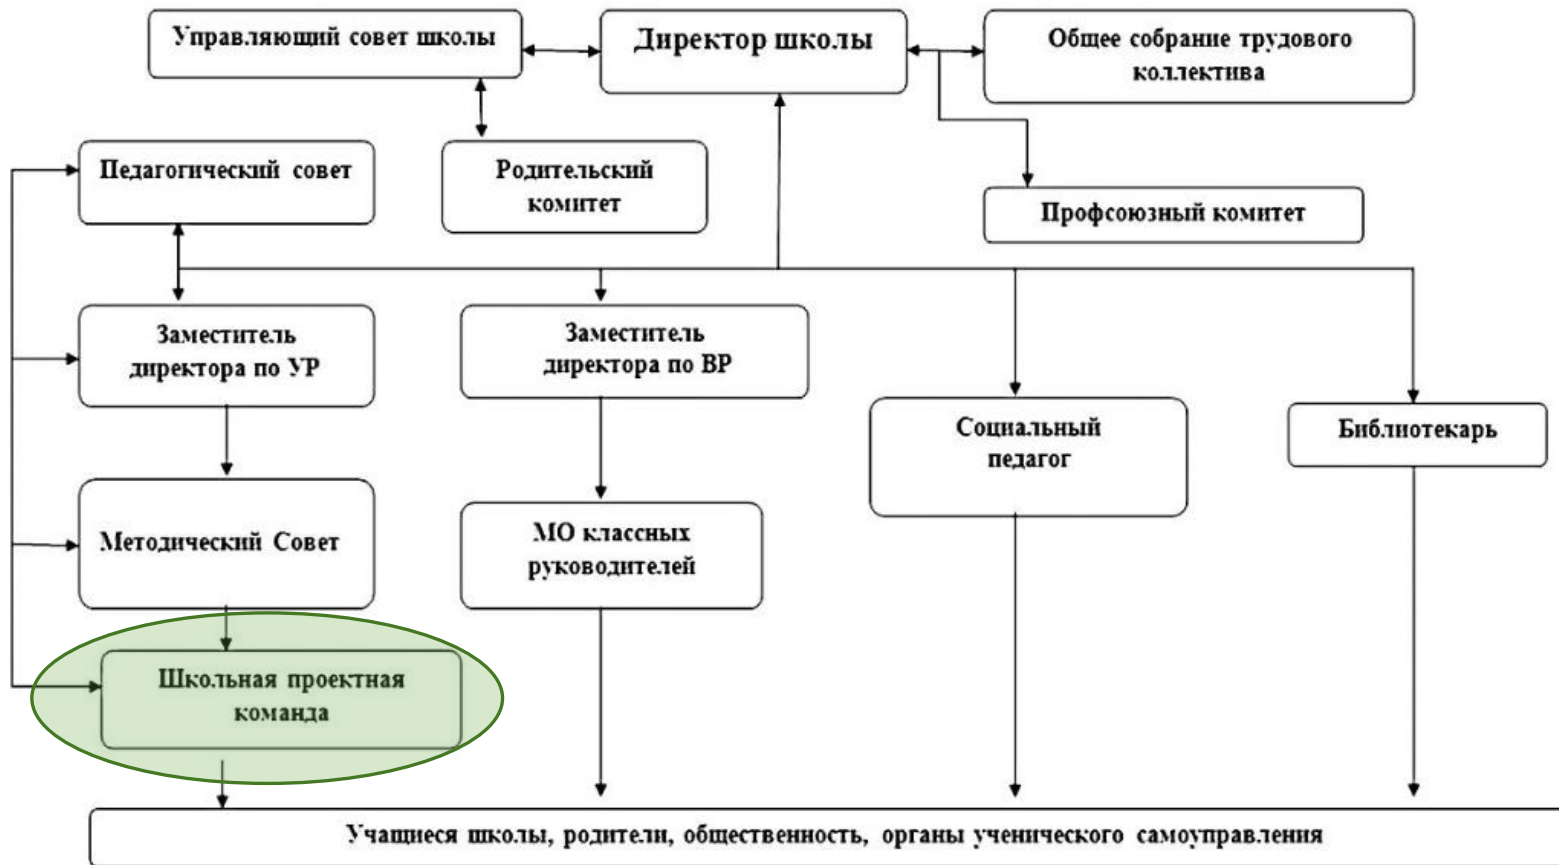 Управляющий совет школы
Директор школы
Общее собрание трудового
коллектива
Педагогический совет
Родительский
комитет
Профсоюзный комитет
Заместитель
директора по УР
Заместитель
директора по ВР
Социальный
педагог
Библиотекарь
Методический Совет
МО классных
руководителей
Школьная проектная
команда
Учащиеся школы, родители, общественность, органы ученического самоуправления